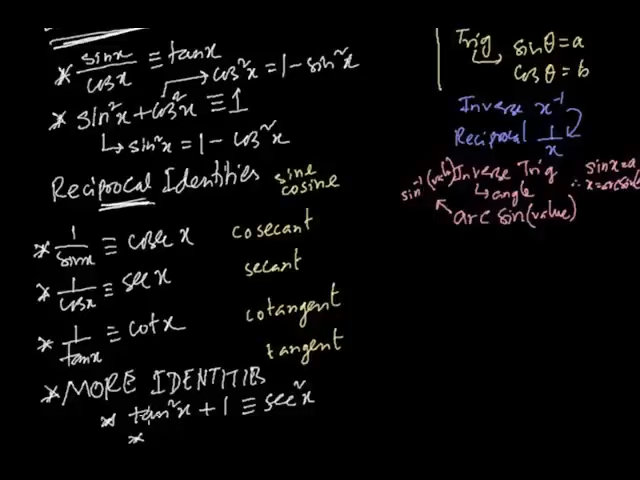 * sinx/cosx ≡ tanx
→ cos²x = 1 - sin²x
* sin²x + cos²x ≡ 1
↳ sin²x = 1 - cos²x
Reciprocal Identities
sine
cosine
* 1/sinx ≡ cosec x
cosecant
* 1/cosx ≡ sec x
secant
* 1/tanx ≡ cot x
cotangent
tangent
* MORE IDENTITIES
* tan²x + 1 ≡ sec²x
*
Trig
sinθ = a
cosθ = b
Inverse x⁻¹
Reciprocal 1/x
sin⁻¹(value)
Inverse Trig
↳ angle
arc sin(value)
sinx = a
∴ x = arcsin